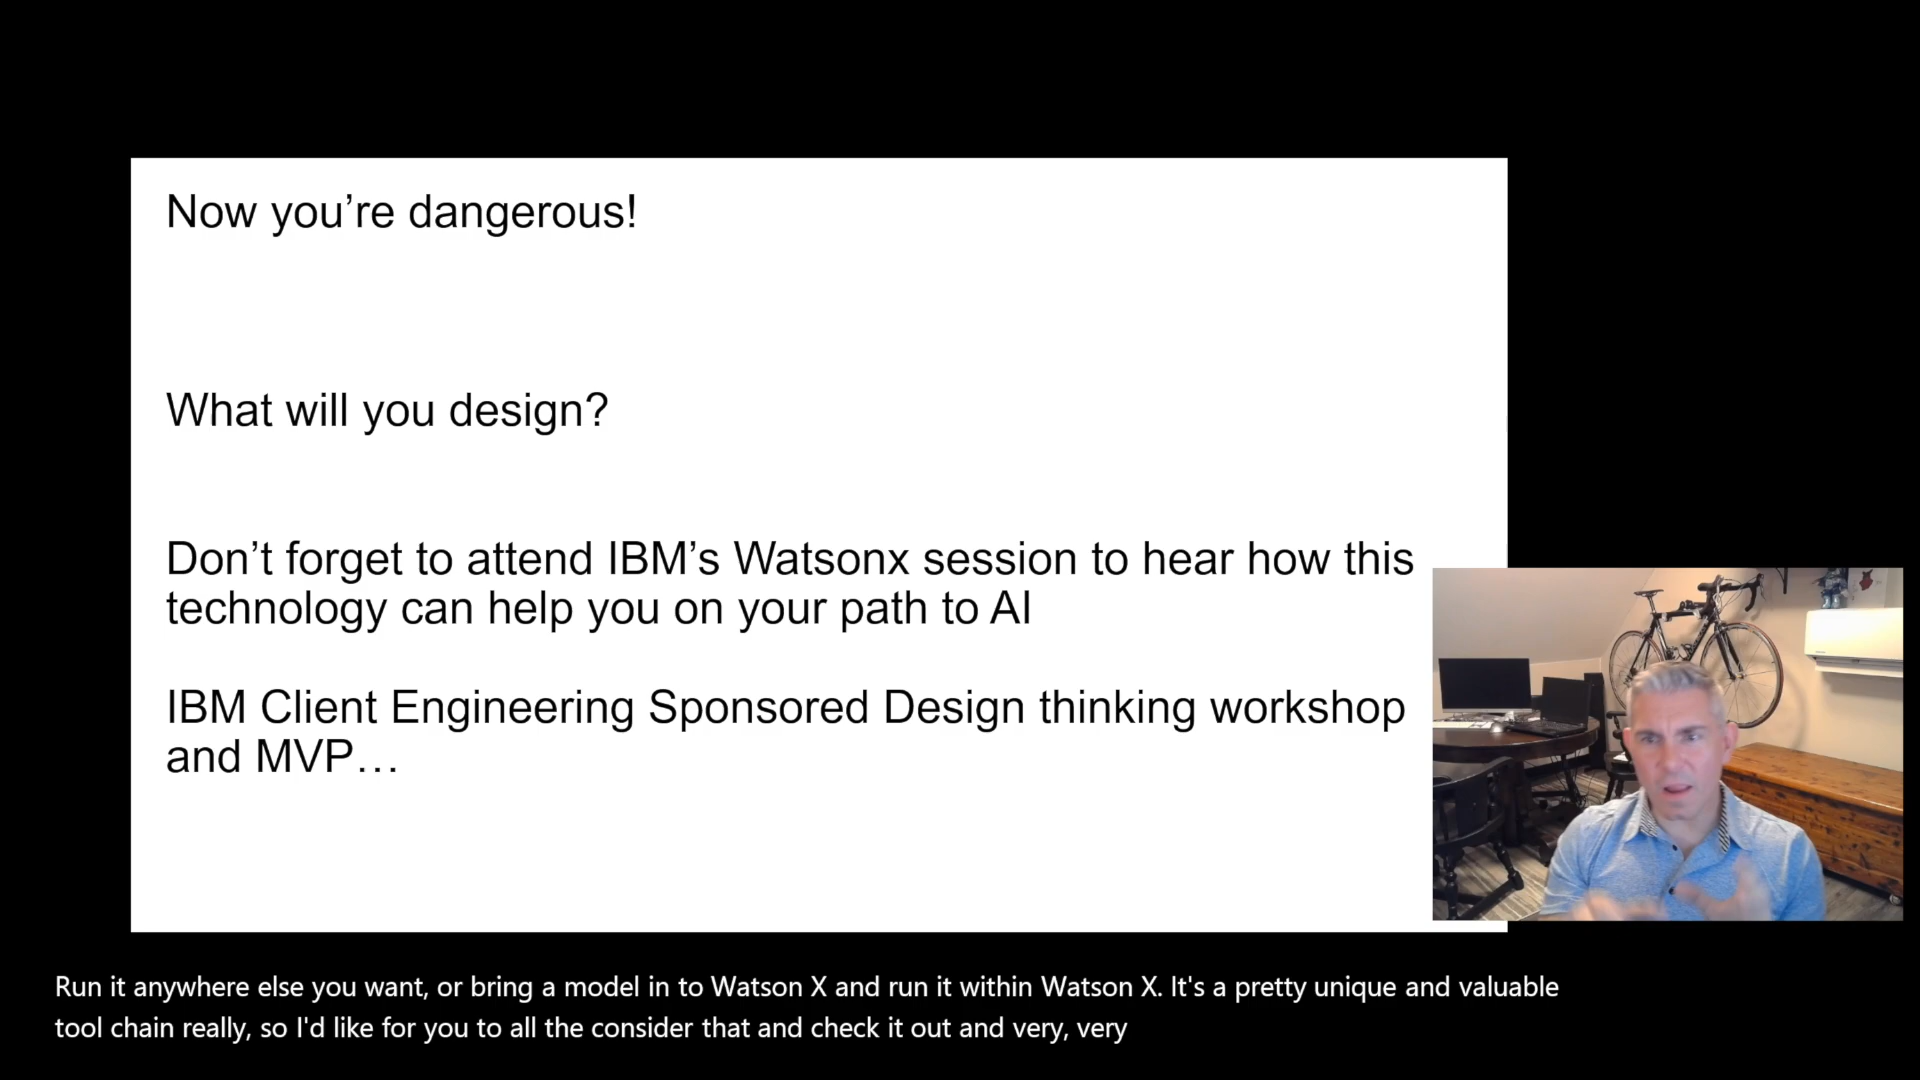 Now you’re dangerous!
What will you design?
Don’t forget to attend IBM’s Watsonx session to hear how this
technology can help you on your path to AI
IBM Client Engineering Sponsored Design thinking workshop
and MVP…
Run it anywhere else you want, or bring a model in to Watson X and run it within Watson X. It's a pretty unique and valuable
tool chain really, so I'd like for you to all the consider that and check it out and very, very